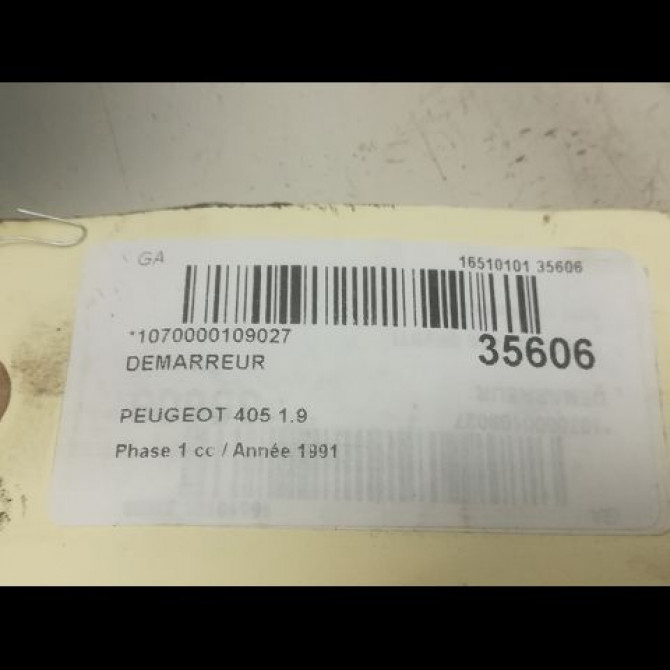 GA
16510101 35606
*1070000109027
35606
DEMARREUR
PEUGEOT 405 1.9
Phase 1 cc / Année 1991